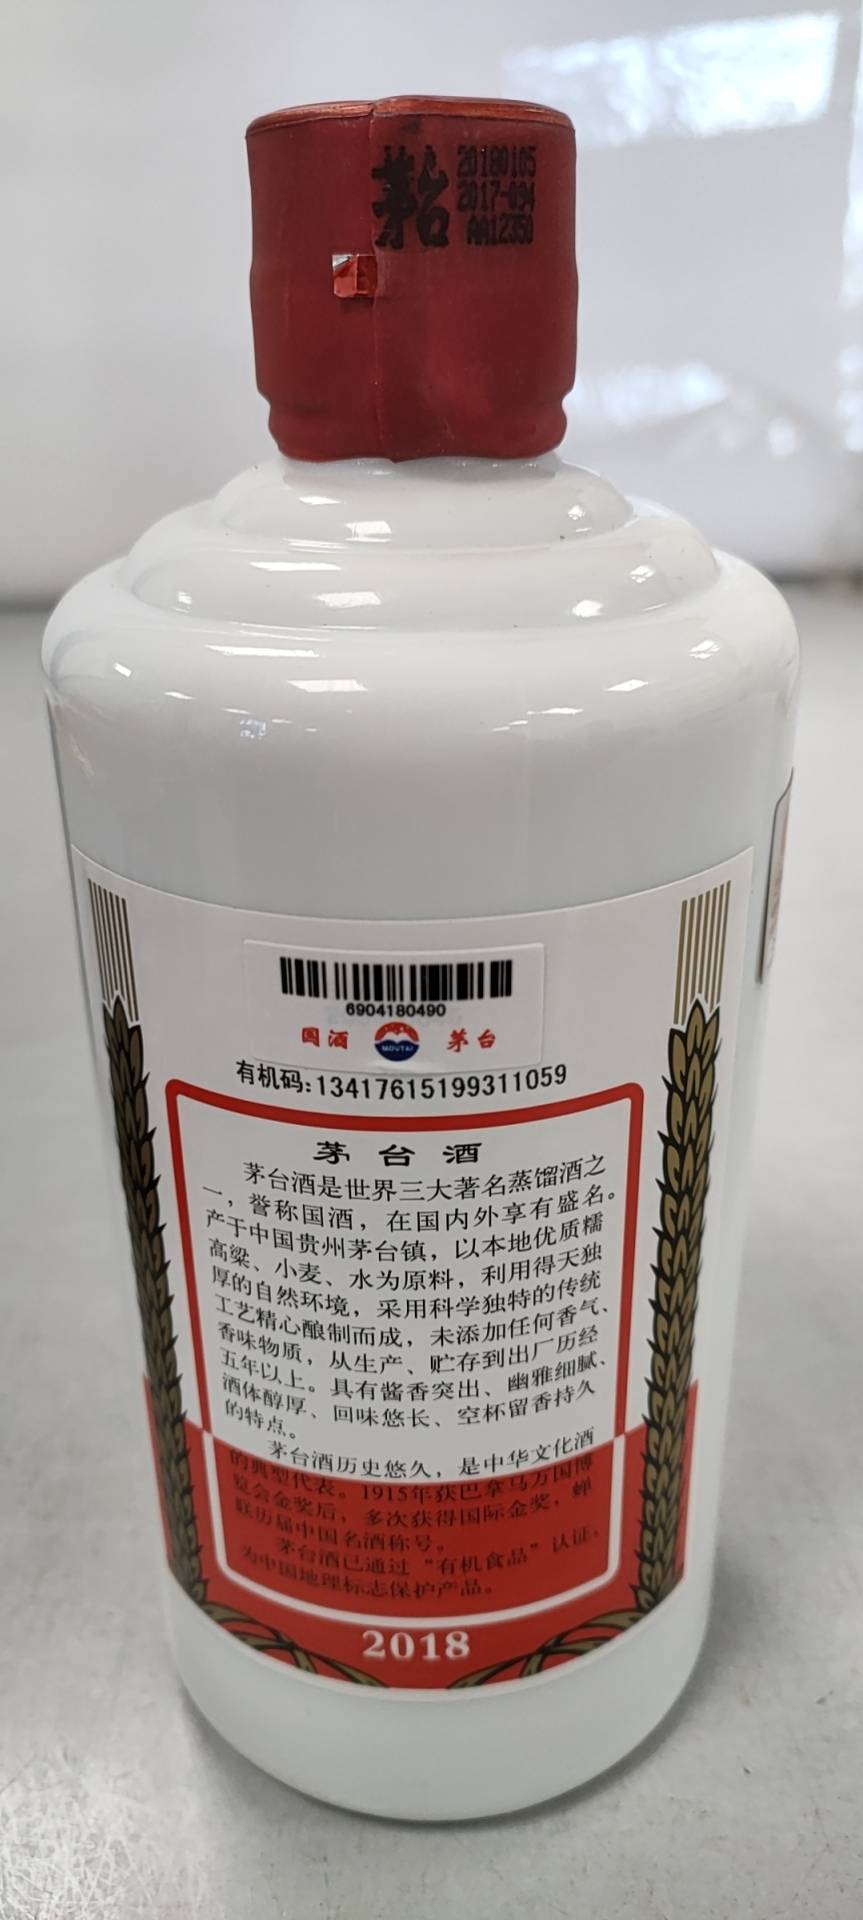 茅台
20180105
2017-094
AA12350
6904180490
国酒 MOUTAI 茅台
有机码:13417615199311059
茅台酒
茅台酒是世界三大著名蒸馏酒之
一，誉称国酒，在国内外享有盛名。
产于中国贵州茅台镇，以本地优质糯
高粱、小麦、水为原料，利用得天独
厚的自然环境，采用科学独特的传统
工艺精心酿制而成，未添加任何香气、
香味物质，从生产、贮存到出厂历经
五年以上。具有酱香突出、幽雅细腻、
酒体醇厚、回味悠长、空杯留香持久
的特点。
茅台酒历史悠久，是中华文化酒
的典型代表。1915年获巴拿马万国博
览会金奖后，多次获得国际金奖，蝉
联历届中国名酒称号。
茅台酒已通过“有机食品”认证，
为中国地理标志保护产品。
2018